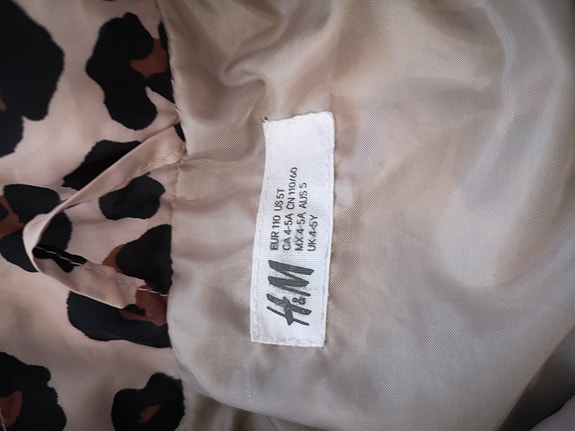 EUR 110 US 5T
CA 4-5A CN 110/60
MX 4-5A AUS 5
UK 4-5Y
H&M